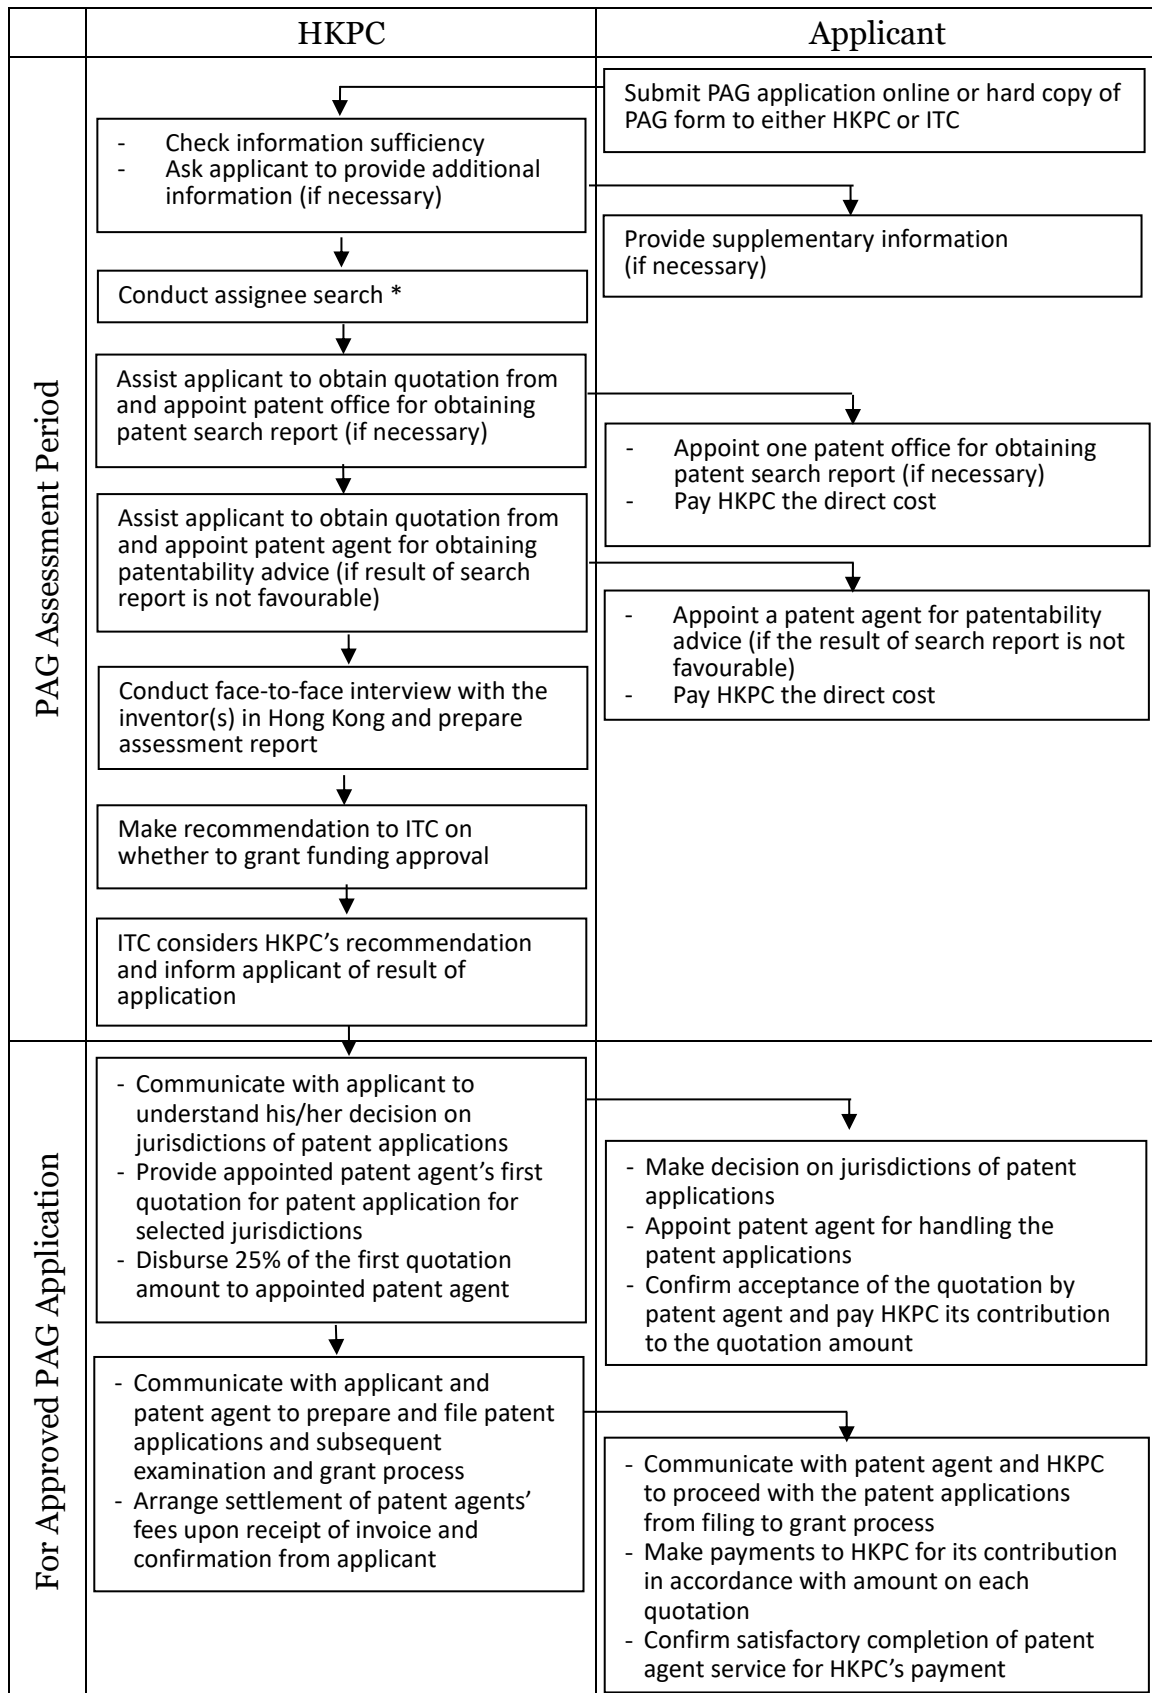 HKPC
Applicant
PAG Assessment Period
Submit PAG application online or hard copy of
PAG form to either HKPC or ITC
- Check information sufficiency
- Ask applicant to provide additional
information (if necessary)
Provide supplementary information
(if necessary)
Conduct assignee search *
Assist applicant to obtain quotation from
and appoint patent office for obtaining
patent search report (if necessary)
- Appoint one patent office for obtaining
patent search report (if necessary)
- Pay HKPC the direct cost
Assist applicant to obtain quotation from
and appoint patent agent for obtaining
patentability advice (if result of search
report is not favourable)
- Appoint a patent agent for patentability
advice (if the result of search report is not
favourable)
- Pay HKPC the direct cost
Conduct face-to-face interview with the
inventor(s) in Hong Kong and prepare
assessment report
Make recommendation to ITC on
whether to grant funding approval
ITC considers HKPC’s recommendation
and inform applicant of result of
application
For Approved PAG Application
- Communicate with applicant to
understand his/her decision on
jurisdictions of patent applications
- Provide appointed patent agent’s first
quotation for patent application for
selected jurisdictions
- Disburse 25% of the first quotation
amount to appointed patent agent
- Make decision on jurisdictions of patent
applications
- Appoint patent agent for handling the
patent applications
- Confirm acceptance of the quotation by
patent agent and pay HKPC its contribution
to the quotation amount
- Communicate with applicant and
patent agent to prepare and file patent
applications and subsequent
examination and grant process
- Arrange settlement of patent agents’
fees upon receipt of invoice and
confirmation from applicant
- Communicate with patent agent and HKPC
to proceed with the patent applications
from filing to grant process
- Make payments to HKPC for its contribution
in accordance with amount on each
quotation
- Confirm satisfactory completion of patent
agent service for HKPC’s payment